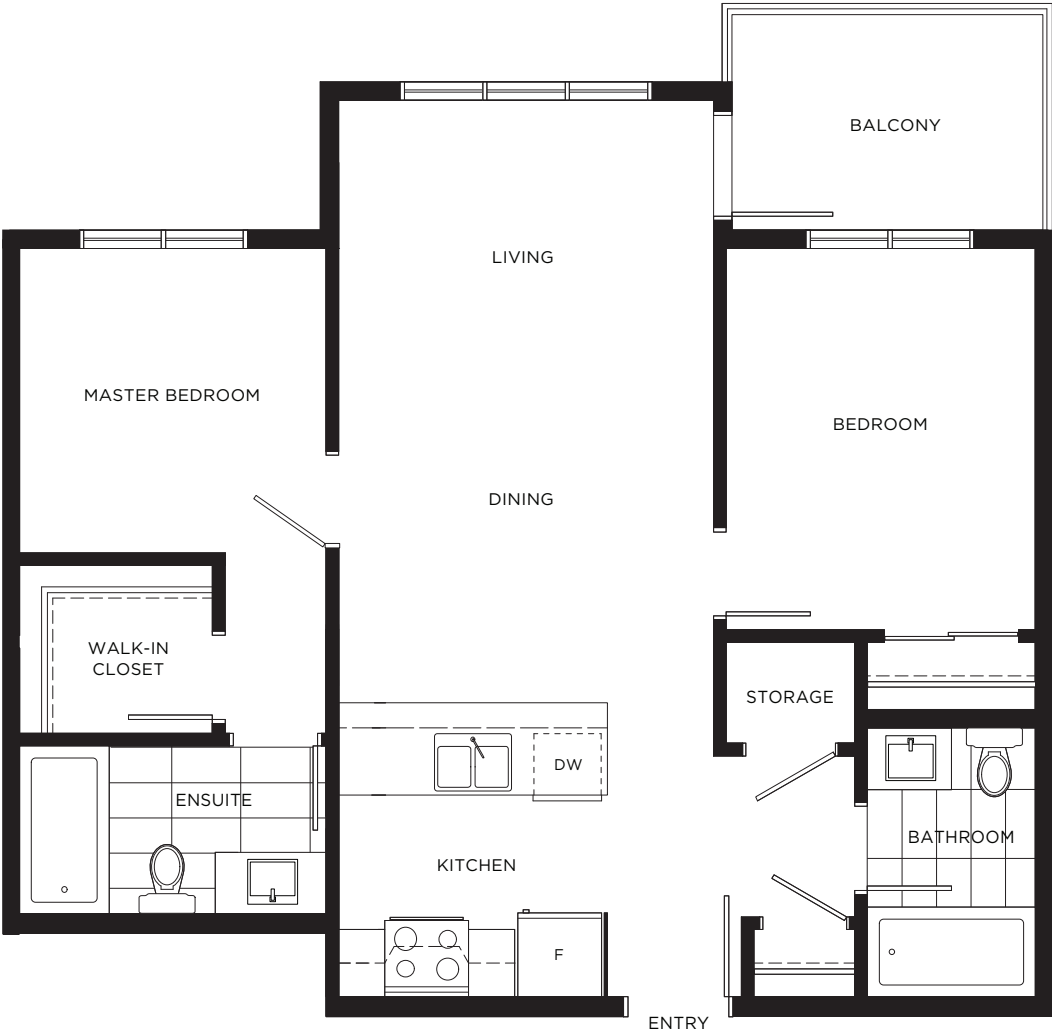 BALCONY
LIVING
MASTER BEDROOM
BEDROOM
DINING
WALK-IN
CLOSET
STORAGE
DW
ENSUITE
BATHROOM
KITCHEN
F
ENTRY